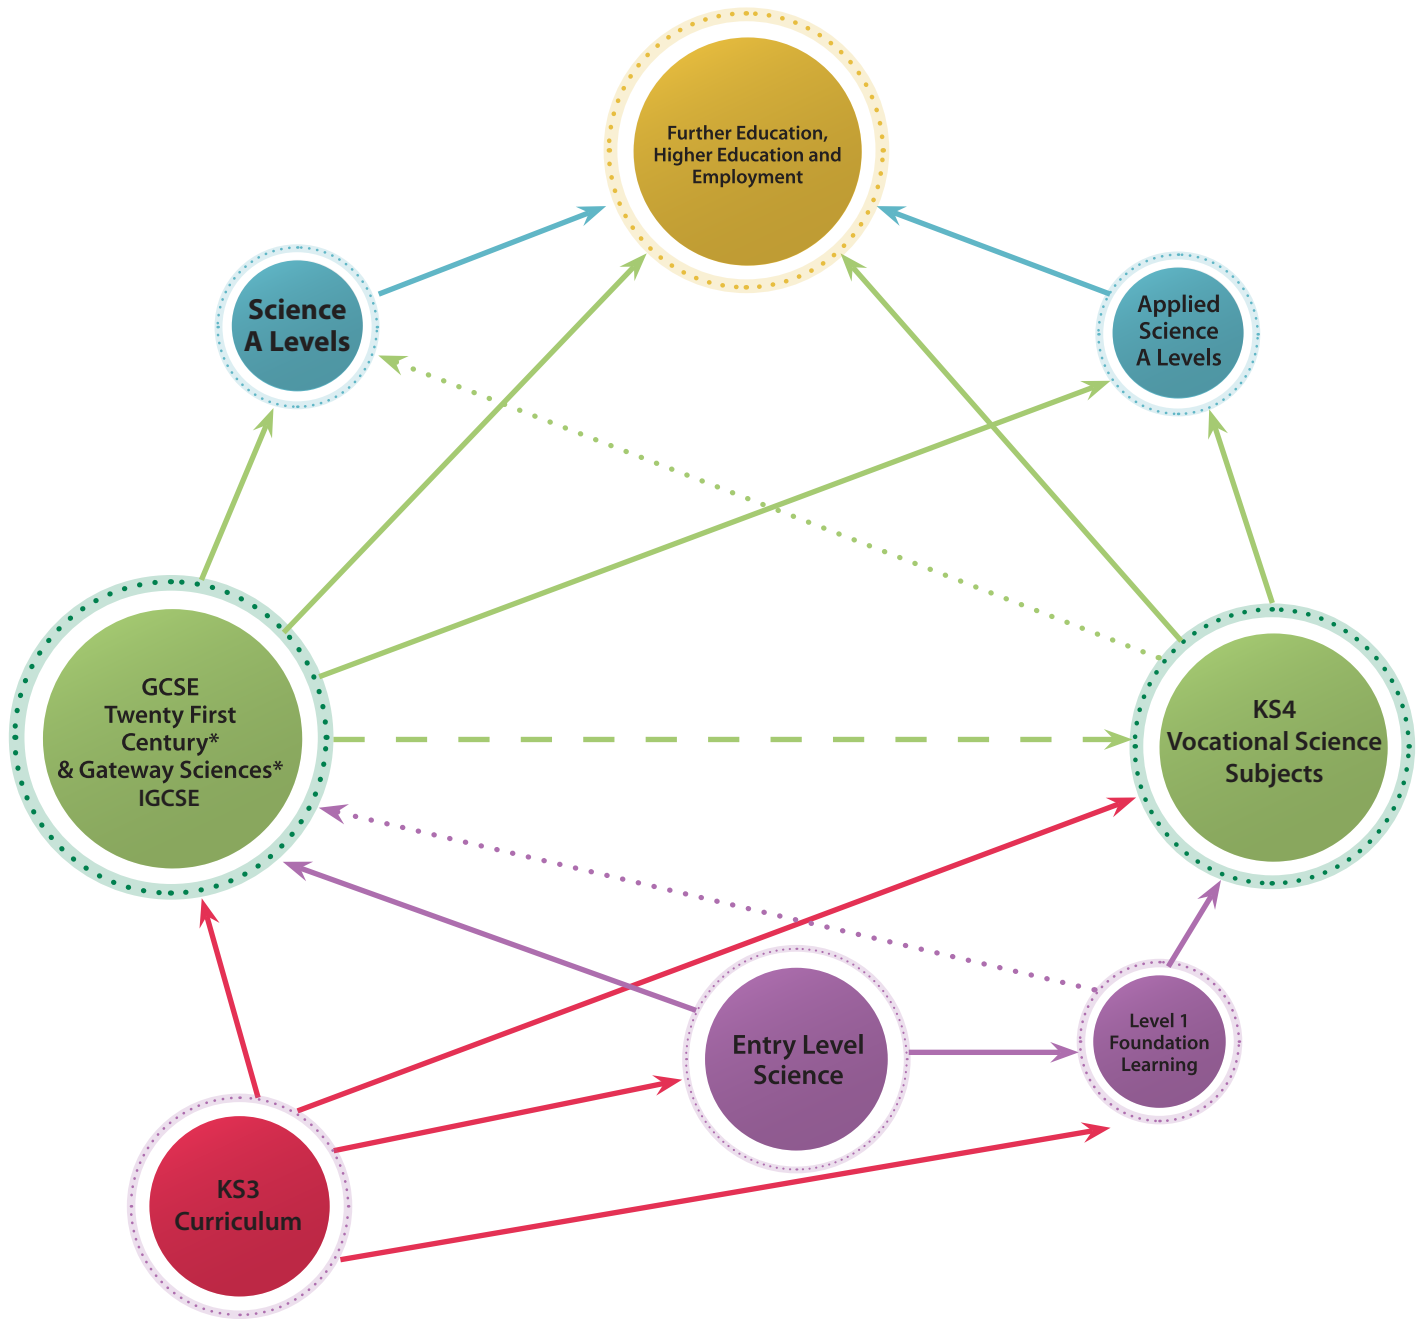 Further Education,
Higher Education and
Employment
Science
A Levels
Applied
Science
A Levels
GCSE
Twenty First
Century*
& Gateway Sciences*
IGCSE
KS4
Vocational Science
Subjects
Entry Level
Science
Level 1
Foundation
Learning
KS3
Curriculum